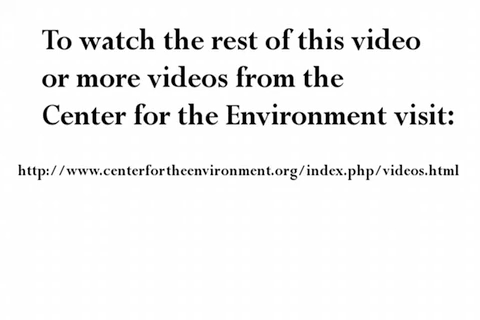 To watch the rest of this video
or more videos from the
Center for the Environment visit:
http://www.centerfortheenvironment.org/index.php/videos.html